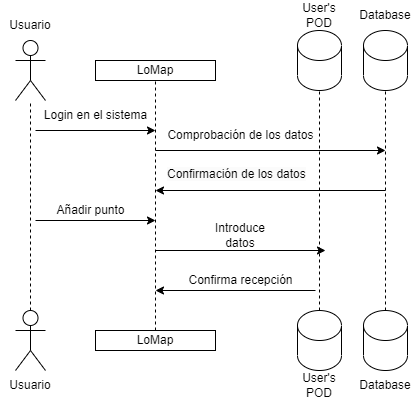 Usuario
LoMap
User's
POD
Database
Login en el sistema
Comprobación de los datos
Confirmación de los datos
Añadir punto
Introduce
datos
Confirma recepción
Usuario
LoMap
User's
POD
Database